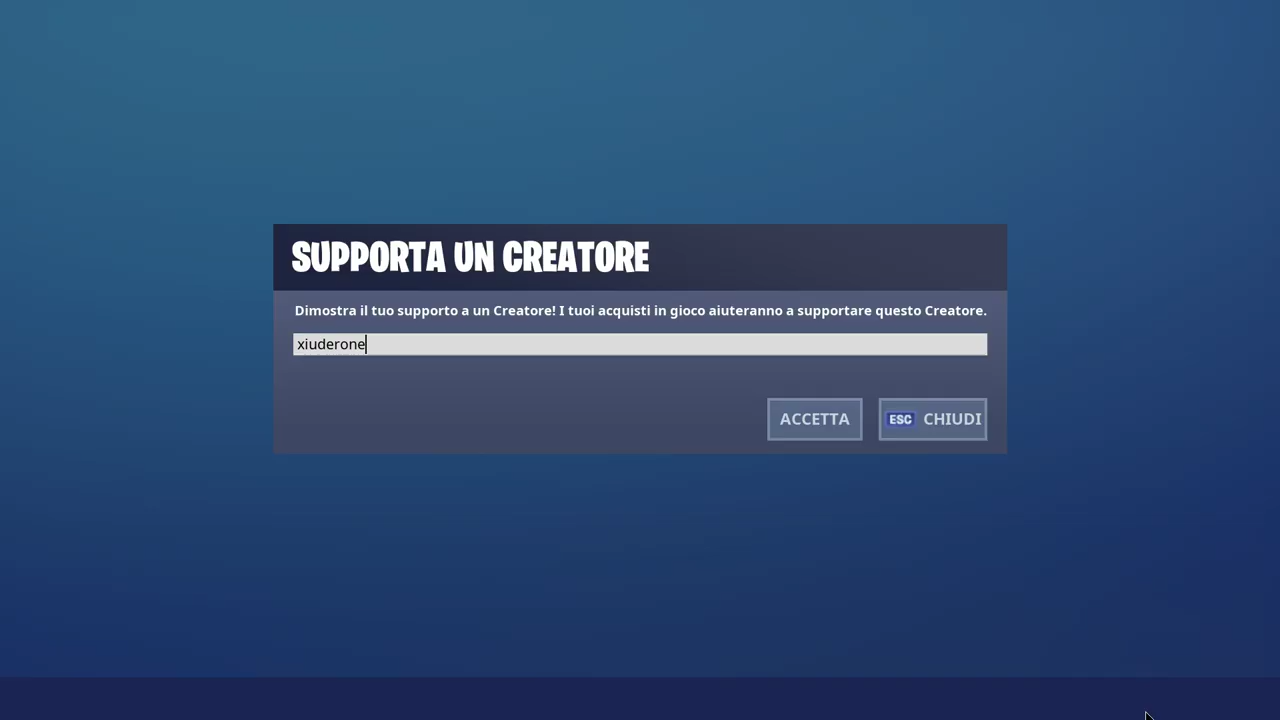 SUPPORTA UN CREATORE
Dimostra il tuo supporto a un Creatore! I tuoi acquisti in gioco aiuteranno a supportare questo Creatore.
xiuderone
ACCETTA
ESC CHIUDI